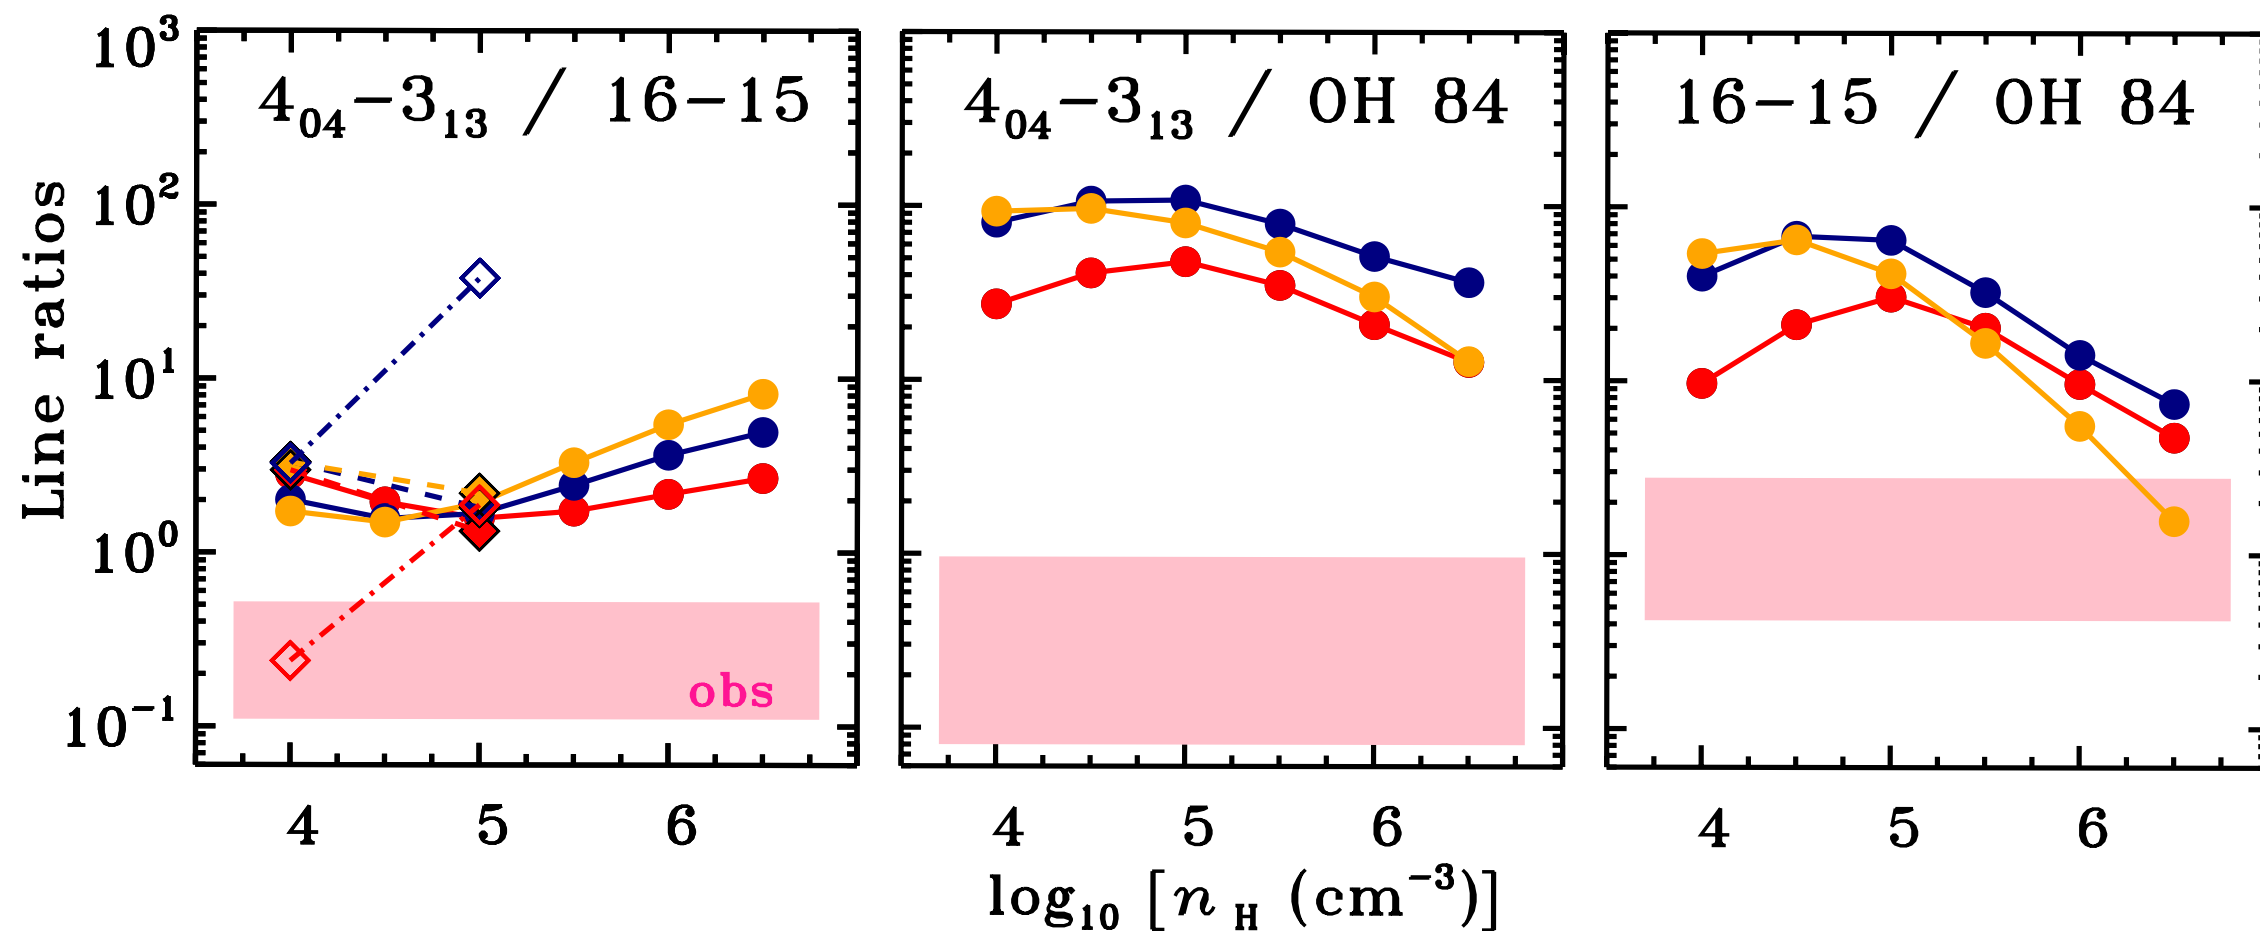 4₀₄−3₁₃ / 16−15
4₀₄−3₁₃ / OH 84
16−15 / OH 84
Line ratios
10³
10²
10¹
10⁰
10⁻¹
obs
4 5 6
4 5 6
4 5 6
log₁₀ [n H (cm⁻³)]